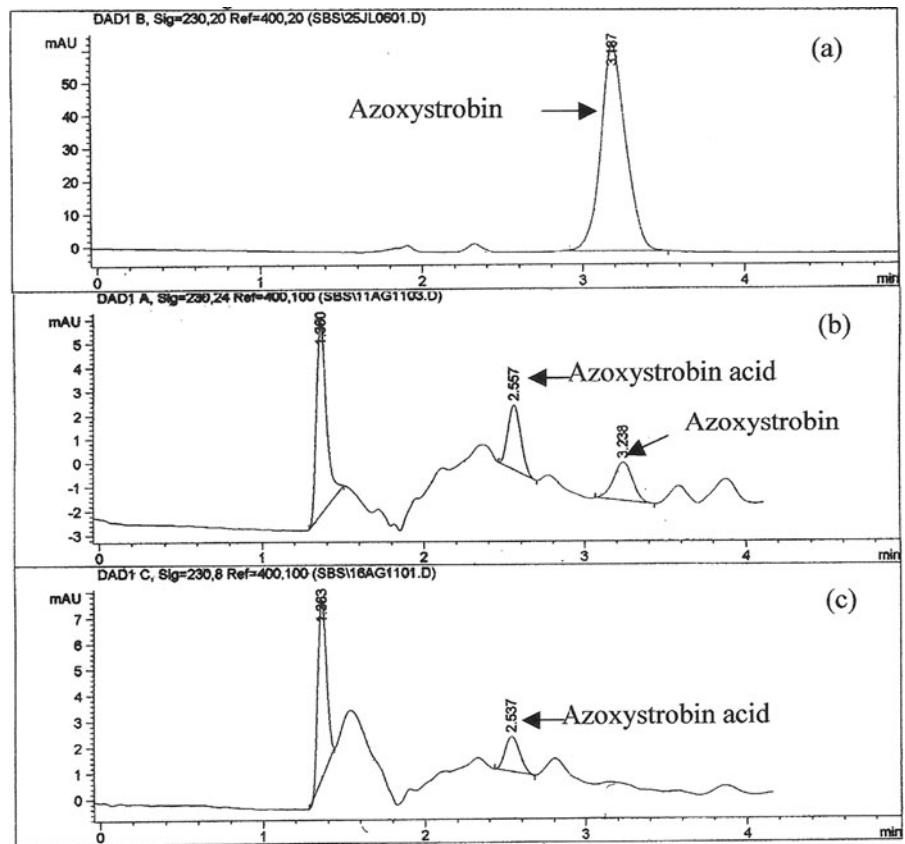 DAD1 B, Sig=230,20 Ref=400,20 (SBS\25JL0601.D)
mAU
3.187
(a)
Azoxystrobin
50
40
30
20
10
0
0 1 2 3 4 min
DAD1 A, Sig=230,24 Ref=400,100 (SBS\11AG1103.D)
mAU
1.360
(b)
5
4
3
2
1
0
-1
-2
-3
2.557
Azoxystrobin acid
3.238
Azoxystrobin
0 1 2 3 4 min
DAD1 C, Sig=230,8 Ref=400,100 (SBS\16AG1101.D)
mAU
1.363
(c)
7
6
5
4
3
2
1
0
2.537
Azoxystrobin acid
0 1 2 3 4 min